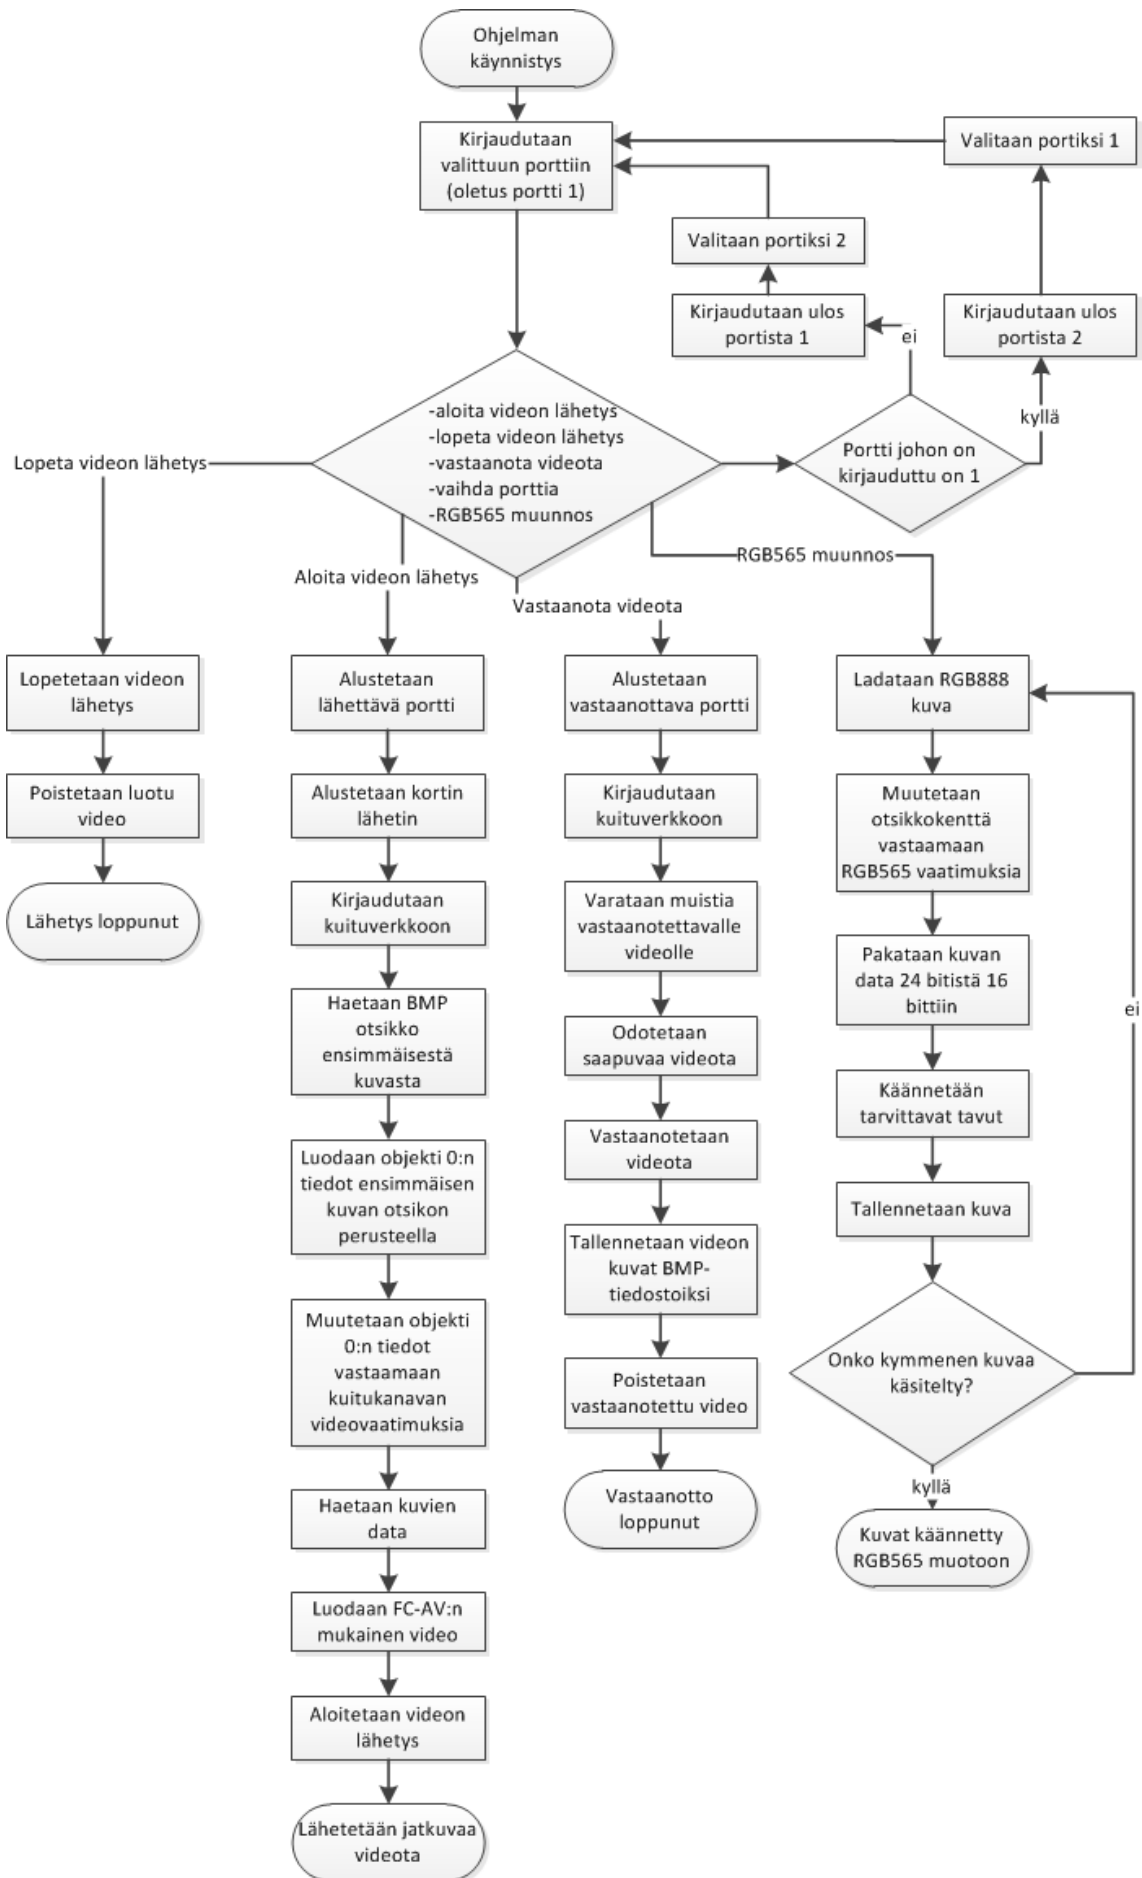 Ohjelman
käynnistys
Kirjaudutaan
valittuun porttiin
(oletus portti 1)
Valitaan portiksi 1
Valitaan portiksi 2
Kirjaudutaan ulos
portista 1
Kirjaudutaan ulos
portista 2
ei
kyllä
-aloita videon lähetys
-lopeta videon lähetys
-vastaanota videota
-vaihda porttia
-RGB565 muunnos
Portti johon on
kirjauduttu on 1
Lopeta videon lähetys
Aloita videon lähetys
Vastaanota videota
RGB565 muunnos
Lopetetaan videon
lähetys
Poistetaan luotu
video
Lähetys loppunut
Alustetaan
lähettävä portti
Alustetaan kortin
lähetin
Kirjaudutaan
kuituverkkoon
Haetaan BMP
otsikko
ensimmäisestä
kuvasta
Luodaan objekti 0:n
tiedot ensimmäisen
kuvan otsikon
perusteella
Muutetaan objekti
0:n tiedot
vastaamaan
kuitukanavan
videovaatimuksia
Haetaan kuvien
data
Luodaan FC-AV:n
mukainen video
Aloitetaan videon
lähetys
Lähetetään jatkuvaa
videota
Alustetaan
vastaanottava portti
Kirjaudutaan
kuituverkkoon
Varataan muistia
vastaanotettavalle
videolle
Odotetaan
saapuvaa videota
Vastaanotetaan
videota
Tallennetaan videon
kuvat BMP-
tiedostoiksi
Poistetaan
vastaanotettu video
Vastaanotto
loppunut
Ladataan RGB888
kuva
Muutetaan
otsikkokenttä
vastaamaan
RGB565 vaatimuksia
Pakataan kuvan
data 24 bitistä 16
bittiin
Käännetään
tarvittavat tavut
Tallennetaan kuva
Onko kymmenen kuvaa
käsitelty?
ei
kyllä
Kuvat käännetty
RGB565 muotoon